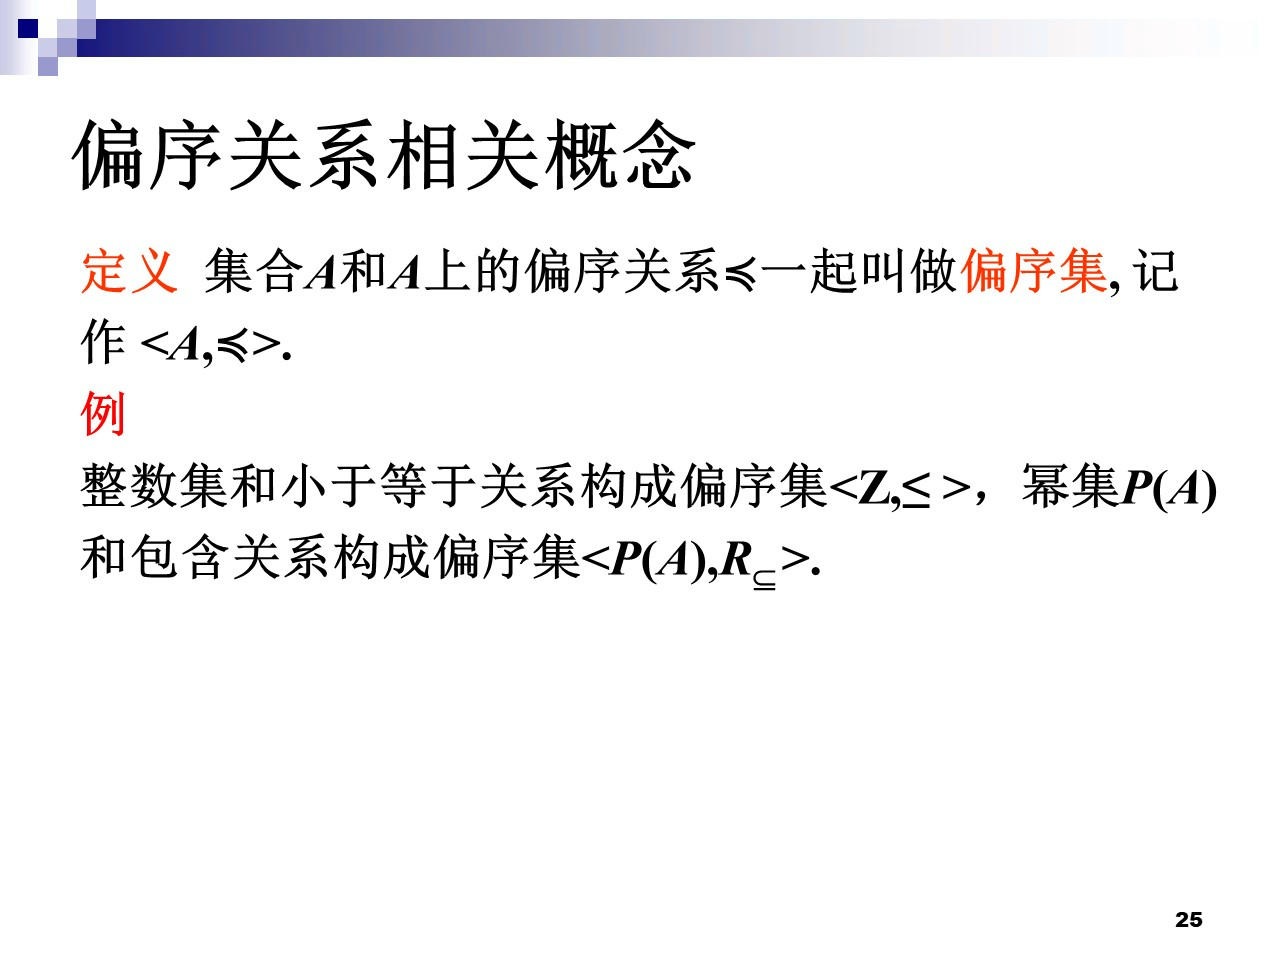 偏序关系相关概念
定义 集合A和A上的偏序关系≼一起叫做偏序集, 记
作 <A,≼>.
例
整数集和小于等于关系构成偏序集<Z,≤ >，幂集P(A)
和包含关系构成偏序集<P(A),R⊆>.
25